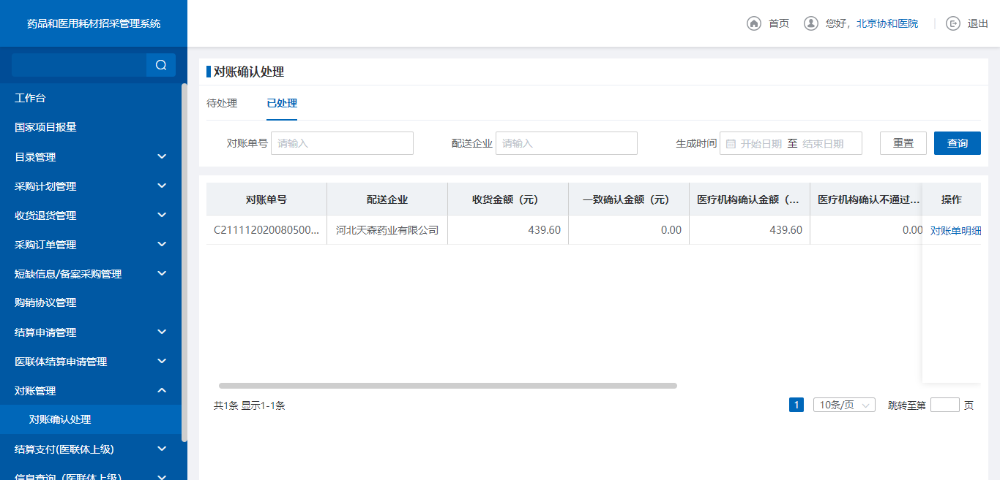 药品和医用耗材招采管理系统
首页
您好，北京协和医院
退出
工作台
国家项目报量
目录管理
采购计划管理
收货退货管理
采购订单管理
短缺信息/备案采购管理
购销协议管理
结算申请管理
医联体结算申请管理
对账管理
对账确认处理
结算支付(医联体上级)
信息查询（医联体上级）
对账确认处理
待处理 已处理
对账单号 请输入 配送企业 请输入 生成时间 开始日期 至 结束日期 重置 查询
对账单号 配送企业 收货金额（元） 一致确认金额（元） 医疗机构确认金额（... 医疗机构确认不通过... 操作
C211112020080500... 河北天森药业有限公司 439.60 0.00 439.60 0.00 对账单明细
共1条 显示1-1条
1 10条/页 跳转至第 页